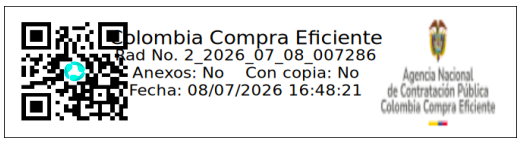 Colombia Compra Eficiente
Rad No. 2_2026_07_08_007286
Anexos: No Con copia: No
Fecha: 08/07/2026 16:48:21
Agencia Nacional
de Contratación Pública
Colombia Compra Eficiente